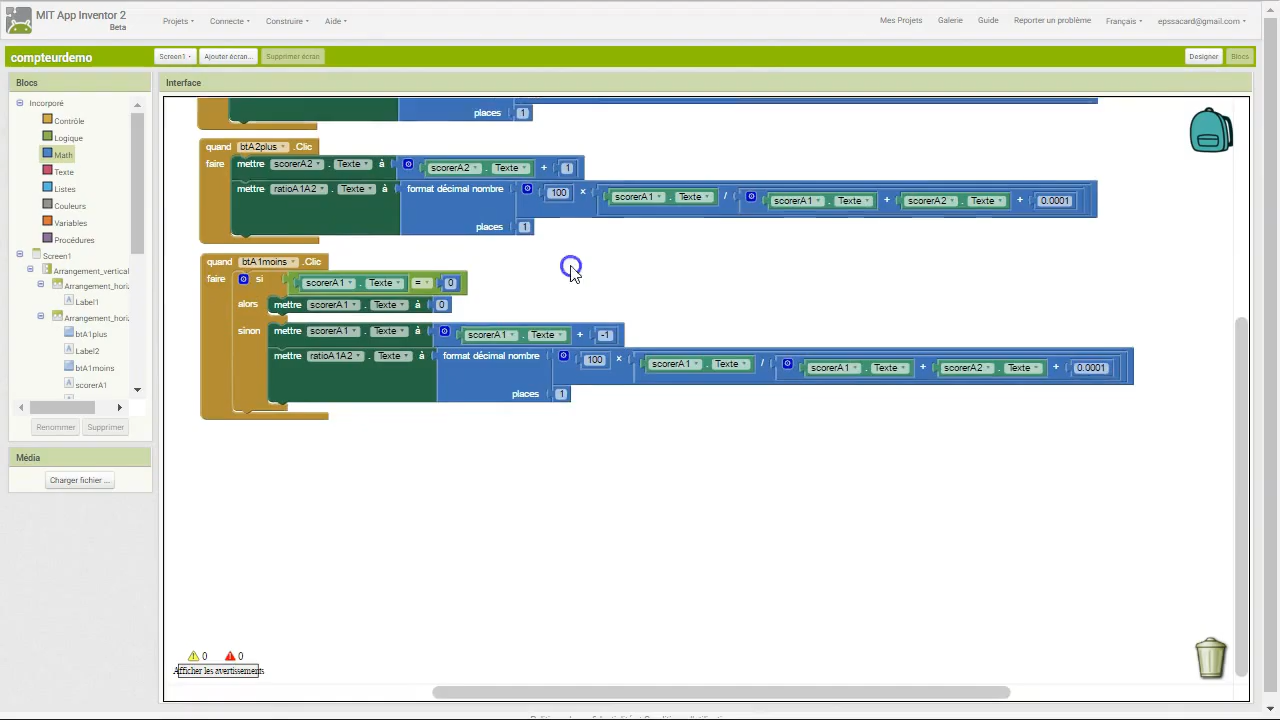 MIT App Inventor 2
Beta
Projets
Connecte
Construire
Aide
Mes Projets
Galerie
Guide
Reporter un problème
Français
epssacard@gmail.com
compteurdemo
Screen1
Ajouter écran...
Supprimer écran
Designer
Blocs
Blocs
Interface
Incorporé
Contrôle
Logique
Math
Texte
Listes
Couleurs
Variables
Procédures
Screen1
Arrangement_vertical
Arrangement_horiz
Label1
Arrangement_horiz
btA1plus
Label2
btA1moins
scorerA1
Renommer
Supprimer
Média
Charger fichier ...
places 1
quand btA2plus .Clic
faire mettre scorerA2 . Texte à scorerA2 . Texte + 1
mettre ratioA1A2 . Texte à format décimal nombre 100 × scorerA1 . Texte / scorerA1 . Texte + scorerA2 . Texte + 0.0001
places 1
quand btA1moins .Clic
faire si scorerA1 . Texte = 0
alors mettre scorerA1 . Texte à 0
sinon mettre scorerA1 . Texte à scorerA1 . Texte + -1
mettre ratioA1A2 . Texte à format décimal nombre 100 × scorerA1 . Texte / scorerA1 . Texte + scorerA2 . Texte + 0.0001
places 1
0 0
Afficher les avertissements